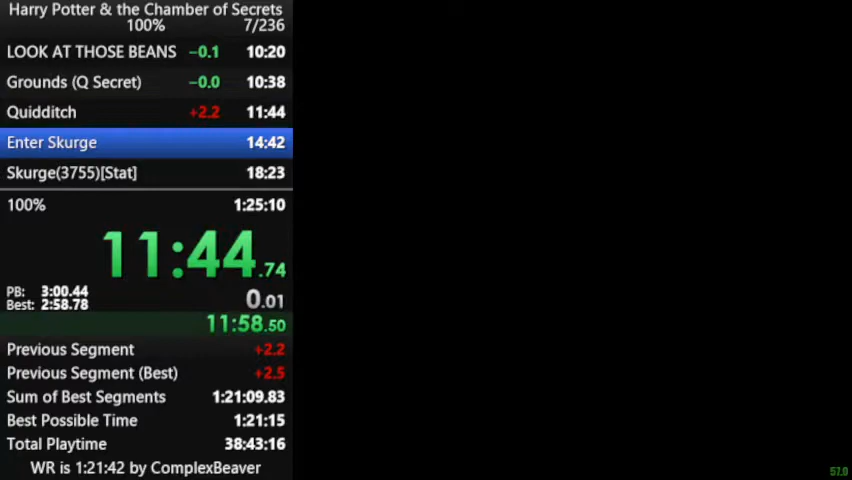 Harry Potter & the Chamber of Secrets
100% 7/236
LOOK AT THOSE BEANS −0.1 10:20
Grounds (Q Secret) −0.0 10:38
Quidditch +2.2 11:44
Enter Skurge 14:42
Skurge(3755)[Stat] 18:23
100% 1:25:10
11:44.74
PB: 3:00.44
Best: 2:58.78
0.01
11:58.50
Previous Segment +2.2
Previous Segment (Best) +2.5
Sum of Best Segments 1:21:09.83
Best Possible Time 1:21:15
Total Playtime 38:43:16
WR is 1:21:42 by ComplexBeaver
57.0